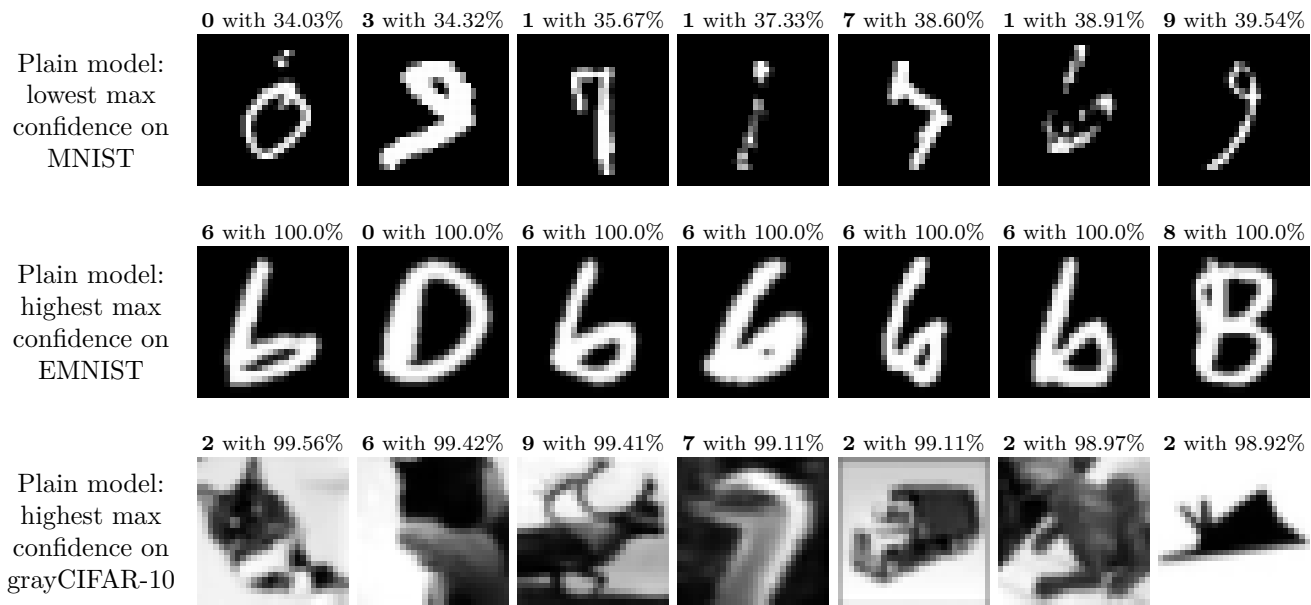 0 with 34.03% 3 with 34.32% 1 with 35.67% 1 with 37.33% 7 with 38.60% 1 with 38.91% 9 with 39.54%
Plain model:
lowest max
confidence on
MNIST
6 with 100.0% 0 with 100.0% 6 with 100.0% 6 with 100.0% 6 with 100.0% 6 with 100.0% 8 with 100.0%
Plain model:
highest max
confidence on
EMNIST
2 with 99.56% 6 with 99.42% 9 with 99.41% 7 with 99.11% 2 with 99.11% 2 with 98.97% 2 with 98.92%
Plain model:
highest max
confidence on
grayCIFAR-10